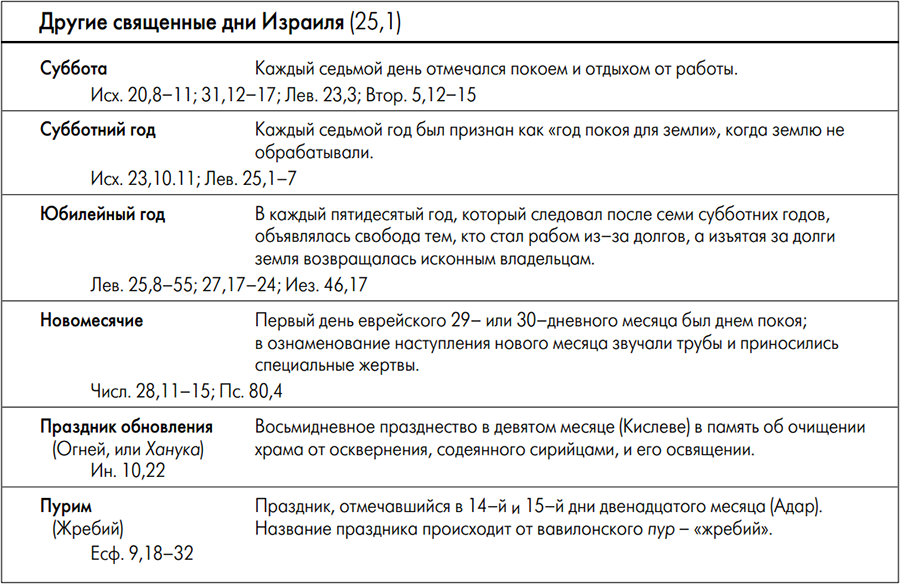 Другие священные дни Израиля (25,1)
Суббота Каждый седьмой день отмечался покоем и отдыхом от работы.
Исх. 20,8–11; 31,12–17; Лев. 23,3; Втор. 5,12–15
Субботний год Каждый седьмой год был признан как «год покоя для земли», когда землю не
обрабатывали.
Исх. 23,10.11; Лев. 25,1–7
Юбилейный год В каждый пятидесятый год, который следовал после семи субботних годов,
объявлялась свобода тем, кто стал рабом из–за долгов, а изъятая за долги
земля возвращалась исконным владельцам.
Лев. 25,8–55; 27,17–24; Иез. 46,17
Новомесячие Первый день еврейского 29– или 30–дневного месяца был днем покоя;
в ознаменование наступления нового месяца звучали трубы и приносились
специальные жертвы.
Числ. 28,11–15; Пс. 80,4
Праздник обновления Восьмидневное празднество в девятом месяце (Кислеве) в память об очищении
(Огней, или Ханука) храма от осквернения, содеянного сирийцами, и его освящении.
Ин. 10,22
Пурим Праздник, отмечавшийся в 14–й и 15–й дни двенадцатого месяца (Адар).
(Жребий) Название праздника происходит от вавилонского пур – «жребий».
Есф. 9,18–32